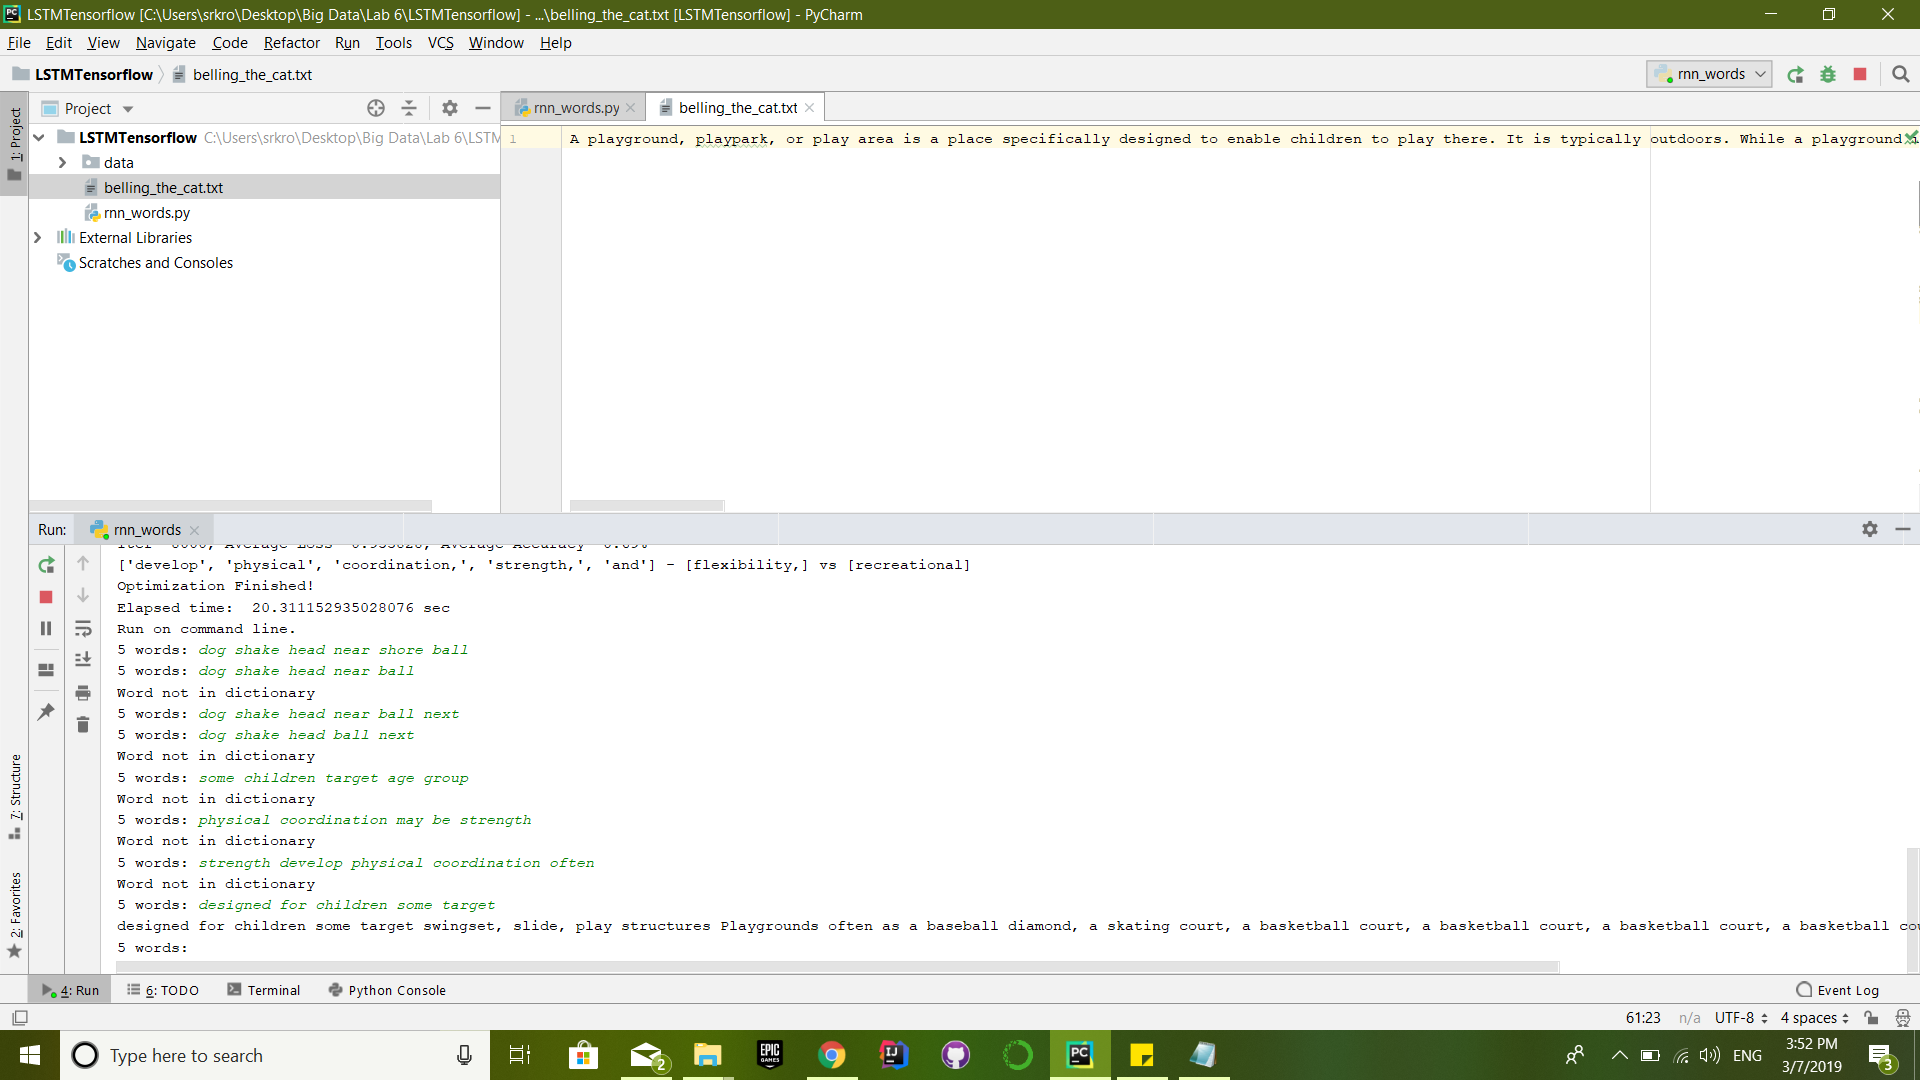 LSTMTensorflow [C:\Users\srkro\Desktop\Big Data\Lab 6\LSTMTensorflow] - ...\belling_the_cat.txt [LSTMTensorflow] - PyCharm
File Edit View Navigate Code Refactor Run Tools VCS Window Help
LSTMTensorflow belling_the_cat.txt rnn_words
Project rnn_words.py belling_the_cat.txt
1: Project
LSTMTensorflow C:\Users\srkro\Desktop\Big Data\Lab 6\LSTM
data
belling_the_cat.txt
rnn_words.py
External Libraries
Scratches and Consoles
1 A playground, playpark, or play area is a place specifically designed to enable children to play there. It is typically outdoors. While a playground
Run: rnn_words
['develop', 'physical', 'coordination,', 'strength,', 'and'] - [flexibility,] vs [recreational]
Optimization Finished!
Elapsed time:  20.311152935028076 sec
Run on command line.
5 words: dog shake head near shore ball
5 words: dog shake head near ball
Word not in dictionary
5 words: dog shake head near ball next
5 words: dog shake head ball next
Word not in dictionary
5 words: some children target age group
Word not in dictionary
5 words: physical coordination may be strength
Word not in dictionary
5 words: strength develop physical coordination often
Word not in dictionary
5 words: designed for children some target
designed for children some target swingset, slide, play structures Playgrounds often as a baseball diamond, a skating court, a basketball court, a basketball court, a basketball court, a basketball cou
5 words:
7: Structure
2: Favorites
4: Run 6: TODO Terminal Python Console Event Log
61:23 n/a UTF-8 4 spaces
Type here to search
2
EPIC GAMES
IJ
PC
ENG
3:52 PM
3/7/2019
3